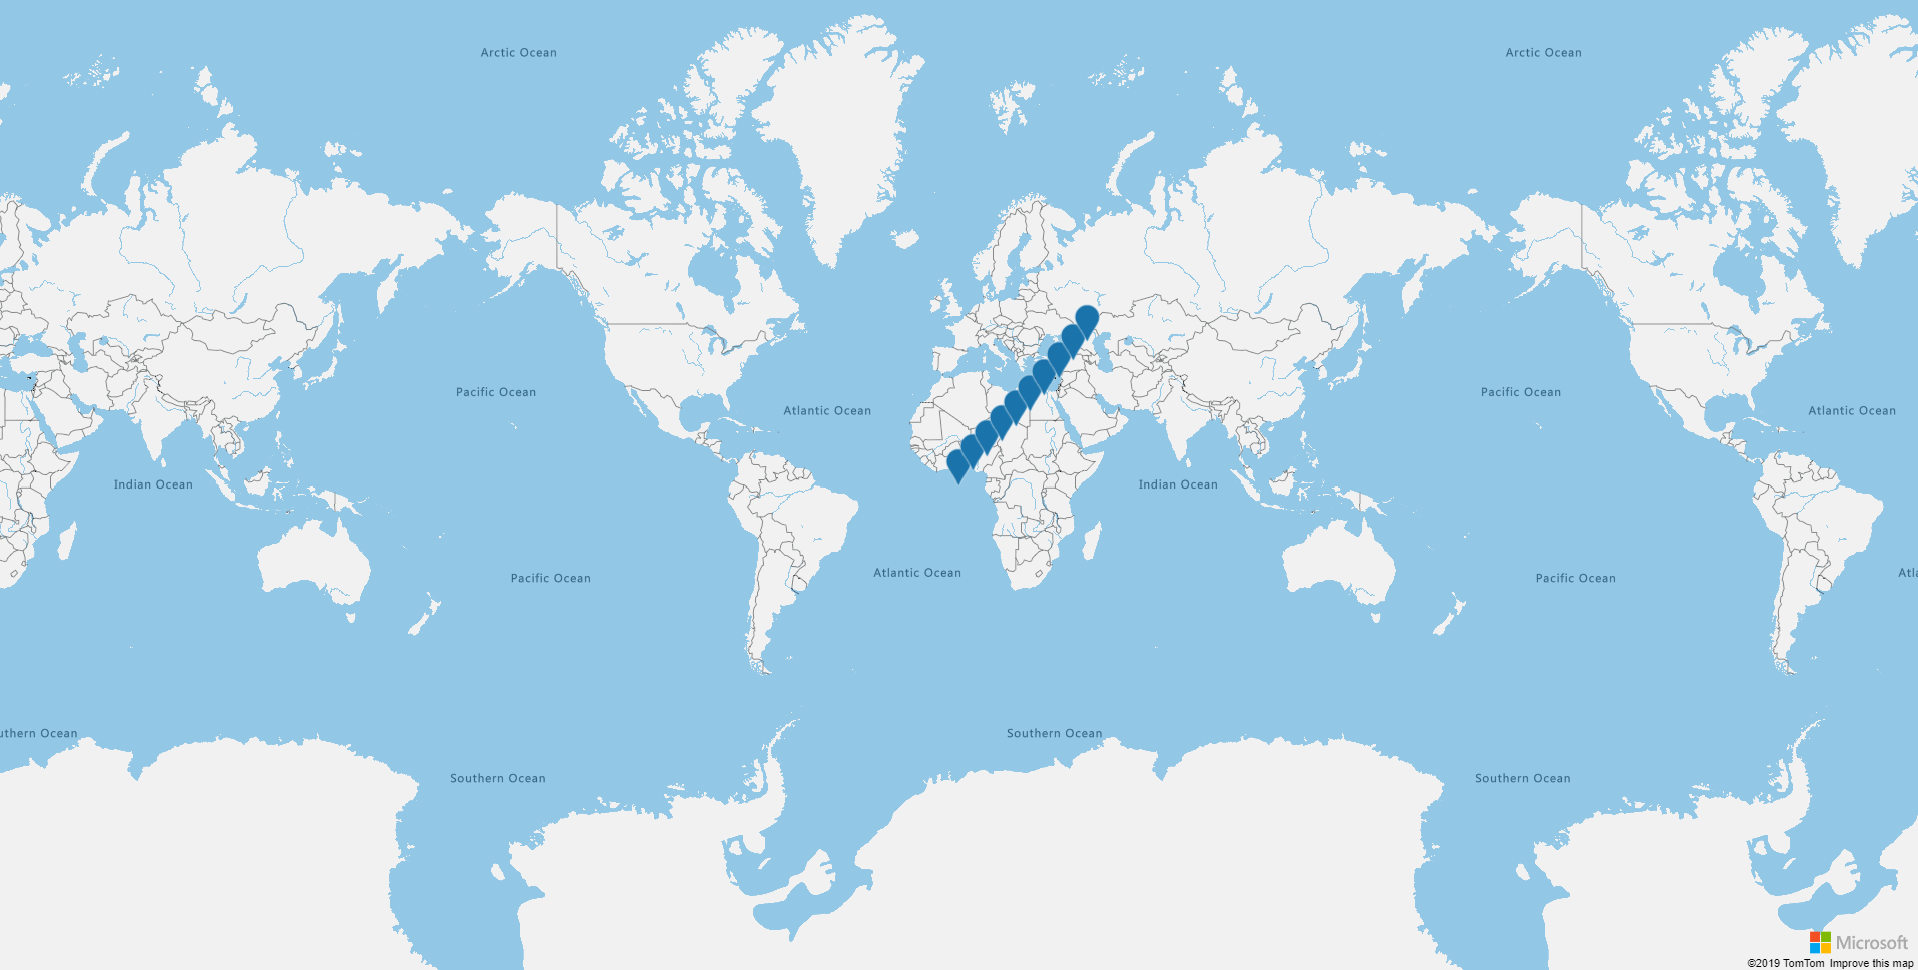 Arctic Ocean
Arctic Ocean
Pacific Ocean
Pacific Ocean
Atlantic Ocean
Atlantic Ocean
Indian Ocean
Indian Ocean
Atlantic Ocean
Atla
Pacific Ocean
Pacific Ocean
uthern Ocean
Southern Ocean
Southern Ocean
Southern Ocean
Microsoft
©2019 TomTom Improve this map